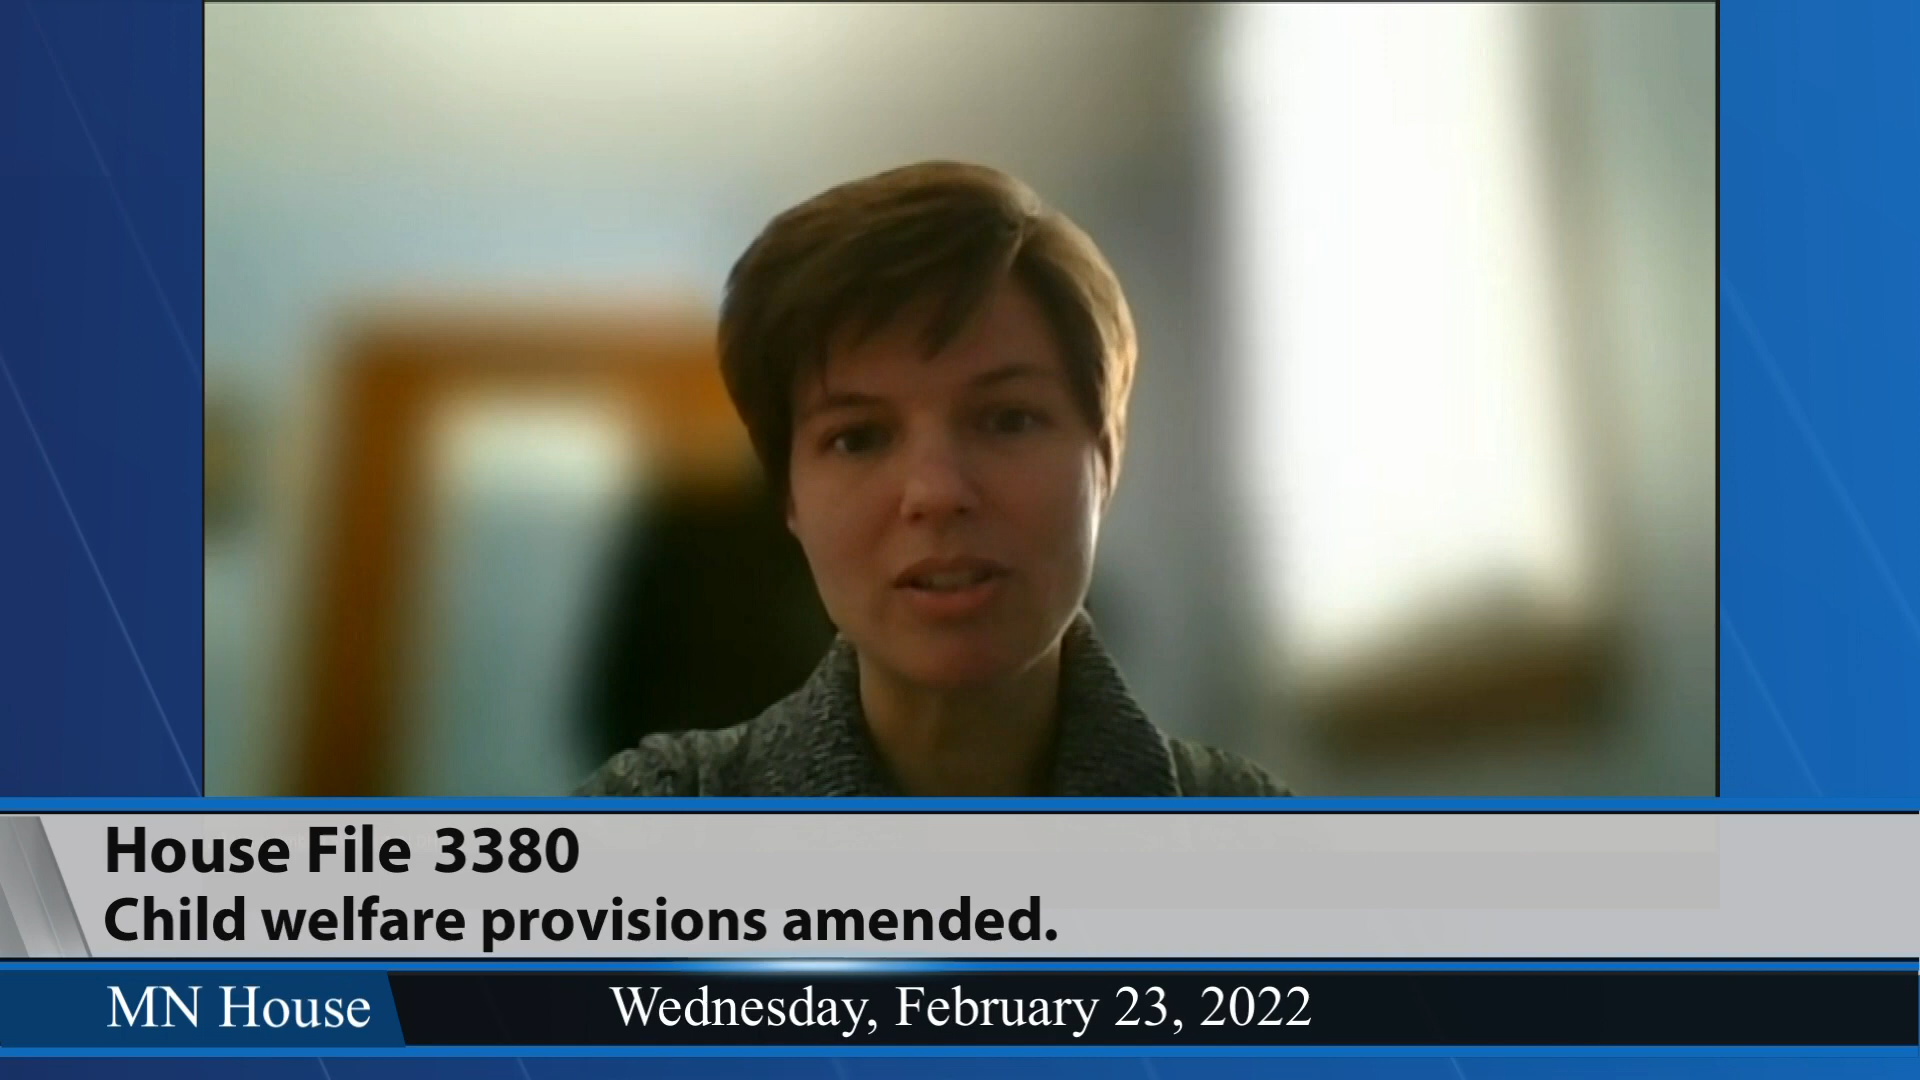 House File 3380
Child welfare provisions amended.
MN House
Wednesday, February 23, 2022